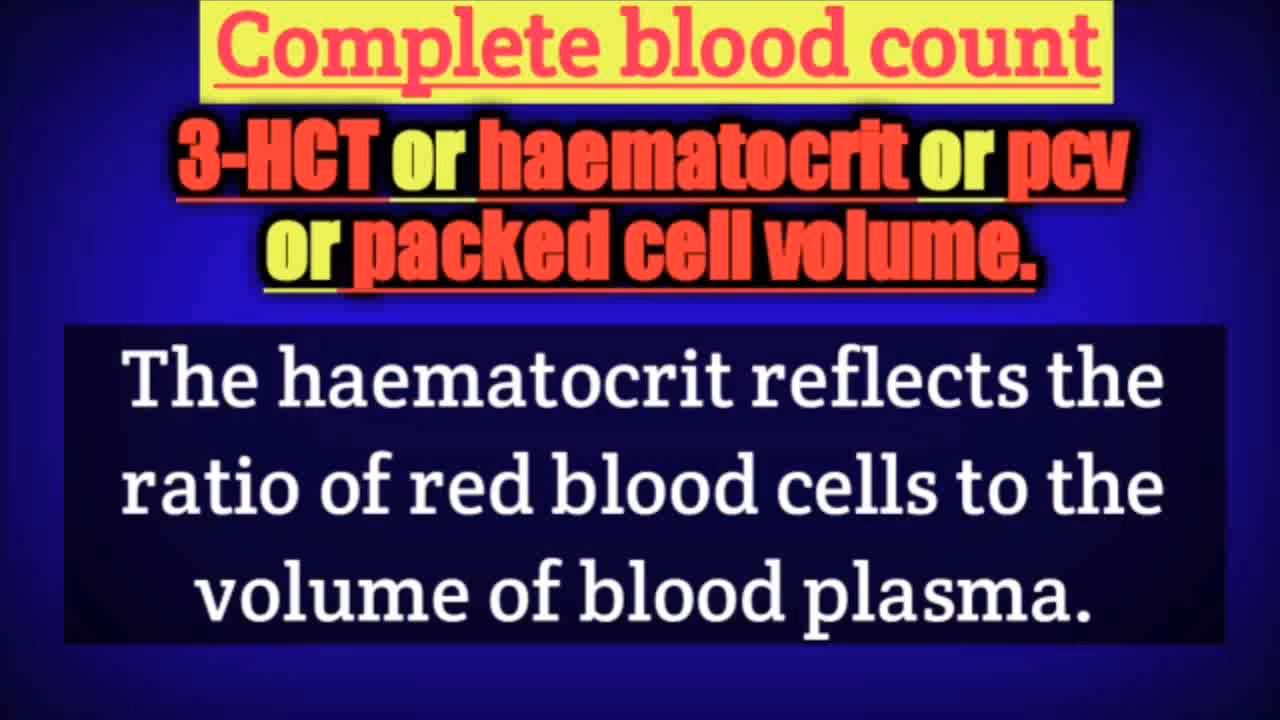 Complete blood count
3-HCT or haematocrit or pcv
or packed cell volume.
The haematocrit reflects the
ratio of red blood cells to the
volume of blood plasma.